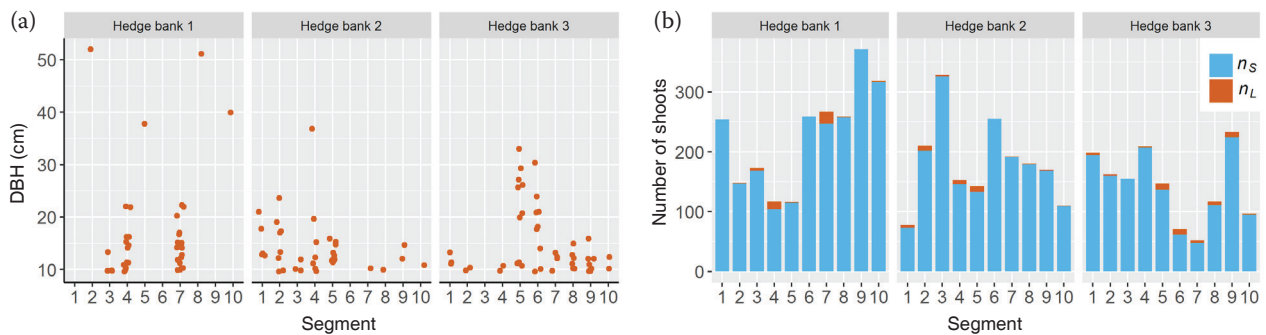 (a)
Hedge bank 1 Hedge bank 2 Hedge bank 3
DBH (cm)
50
40
30
20
10
1 2 3 4 5 6 7 8 9 10 1 2 3 4 5 6 7 8 9 10 1 2 3 4 5 6 7 8 9 10
Segment
(b)
Hedge bank 1 Hedge bank 2 Hedge bank 3
Number of shoots
300
200
100
0
n_S
n_L
1 2 3 4 5 6 7 8 9 10 1 2 3 4 5 6 7 8 9 10 1 2 3 4 5 6 7 8 9 10
Segment